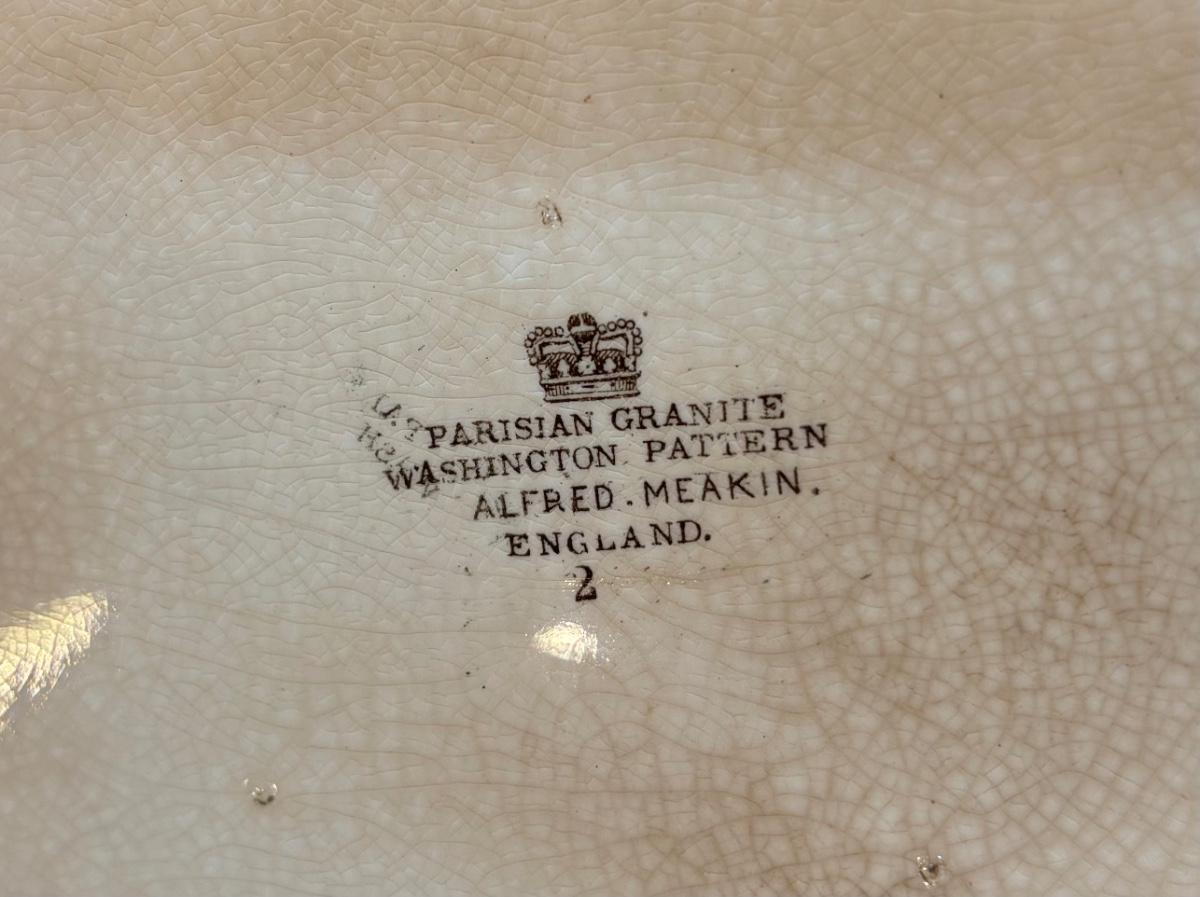 PARISIAN GRANITE
WASHINGTON PATTERN
ALFRED. MEAKIN.
ENGLAND.
2